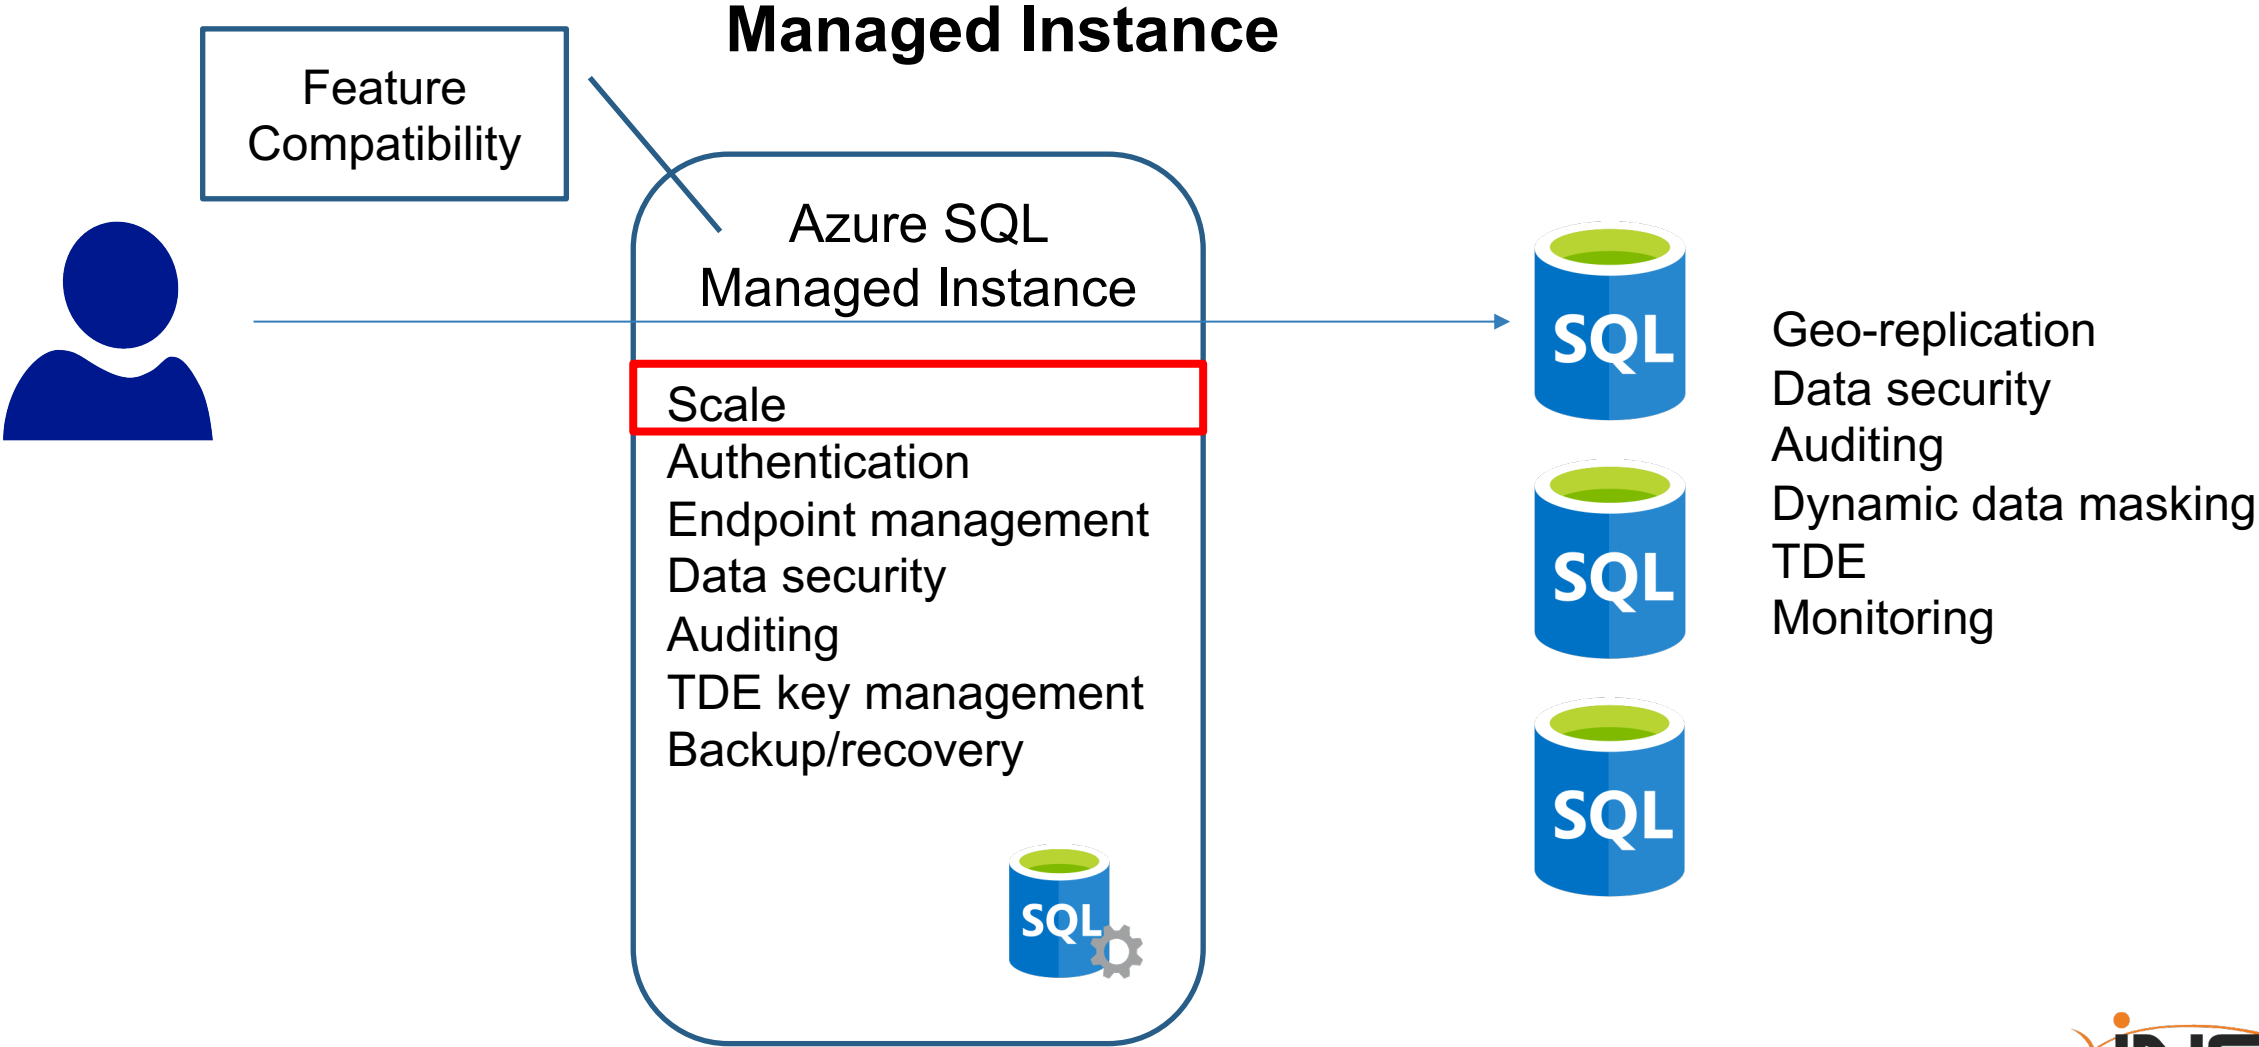 Managed Instance
Feature
Compatibility
Azure SQL
Managed Instance
Scale
Authentication
Endpoint management
Data security
Auditing
TDE key management
Backup/recovery
SQL
SQL
SQL
SQL
Geo-replication
Data security
Auditing
Dynamic data masking
TDE
Monitoring